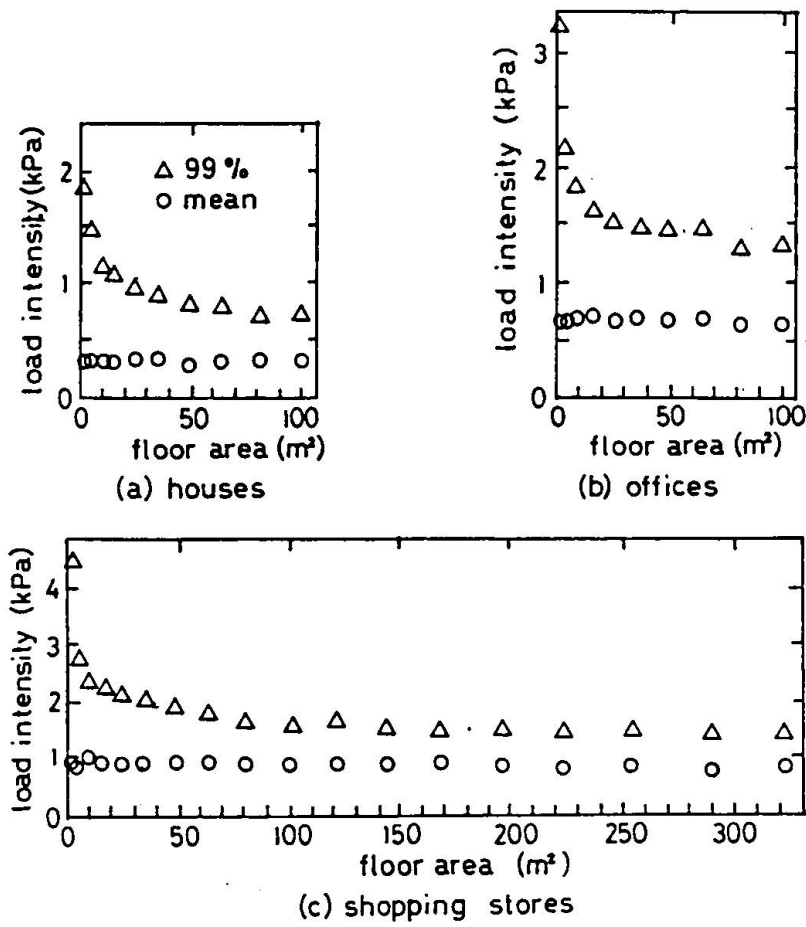 load intensity (kPa)
2
1
0
△ 99%
○ mean
0 50 100
floor area (m²)
(a) houses
load intensity (kPa)
3
2
1
0
0 50 100
floor area (m²)
(b) offices
load intensity (kPa)
4
3
2
1
0
0 50 100 150 200 250 300
floor area (m²)
(c) shopping stores